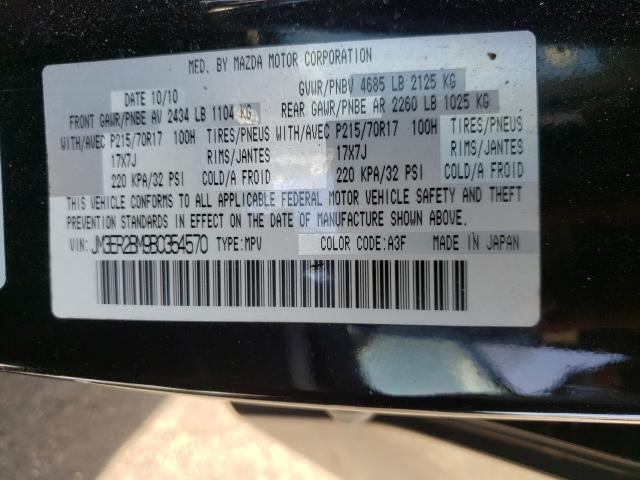 MFD. BY MAZDA MOTOR CORPORATION
DATE 10/10 GVWR/PNBV 4685 LB 2125 KG
FRONT GAWR/PNBE AV 2434 LB 1104 KG REAR GAWR/PNBE AR 2260 LB 1025 KG
WITH/AVEC P215/70R17 100H TIRES/PNEUS WITH/AVEC P215/70R17 100H TIRES/PNEUS
17X7J RIMS/JANTES 17X7J RIMS/JANTES
220 KPA/32 PSI COLD/A FROID 220 KPA/32 PSI COLD/A FROID
THIS VEHICLE CONFORMS TO ALL APPLICABLE FEDERAL MOTOR VEHICLE SAFETY AND THEFT
PREVENTION STANDARDS IN EFFECT ON THE DATE OF MANUFACTURE SHOWN ABOVE.
VIN: JM3ER2BM9B0364570 TYPE: MPV COLOR CODE: A3F MADE IN JAPAN